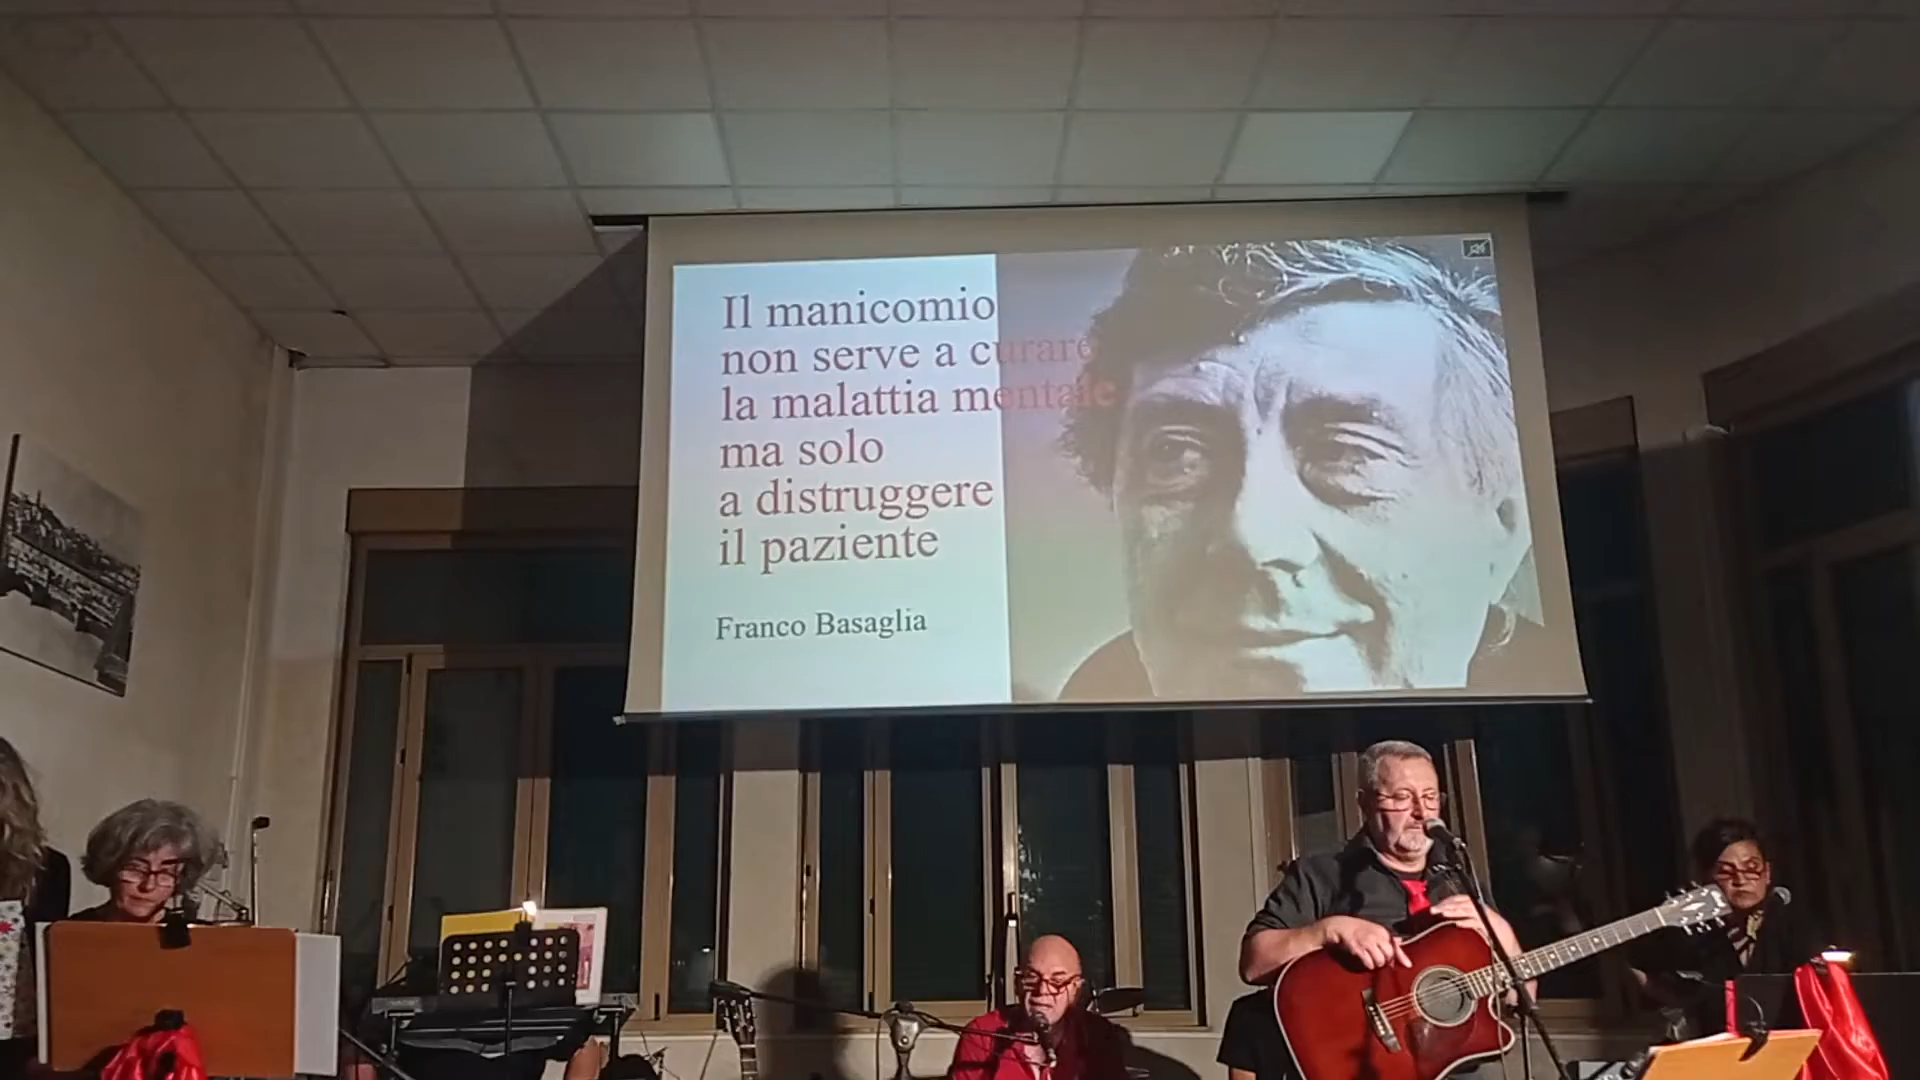 Il manicomio
non serve a curare
la malattia mentale
ma solo
a distruggere
il paziente
Franco Basaglia